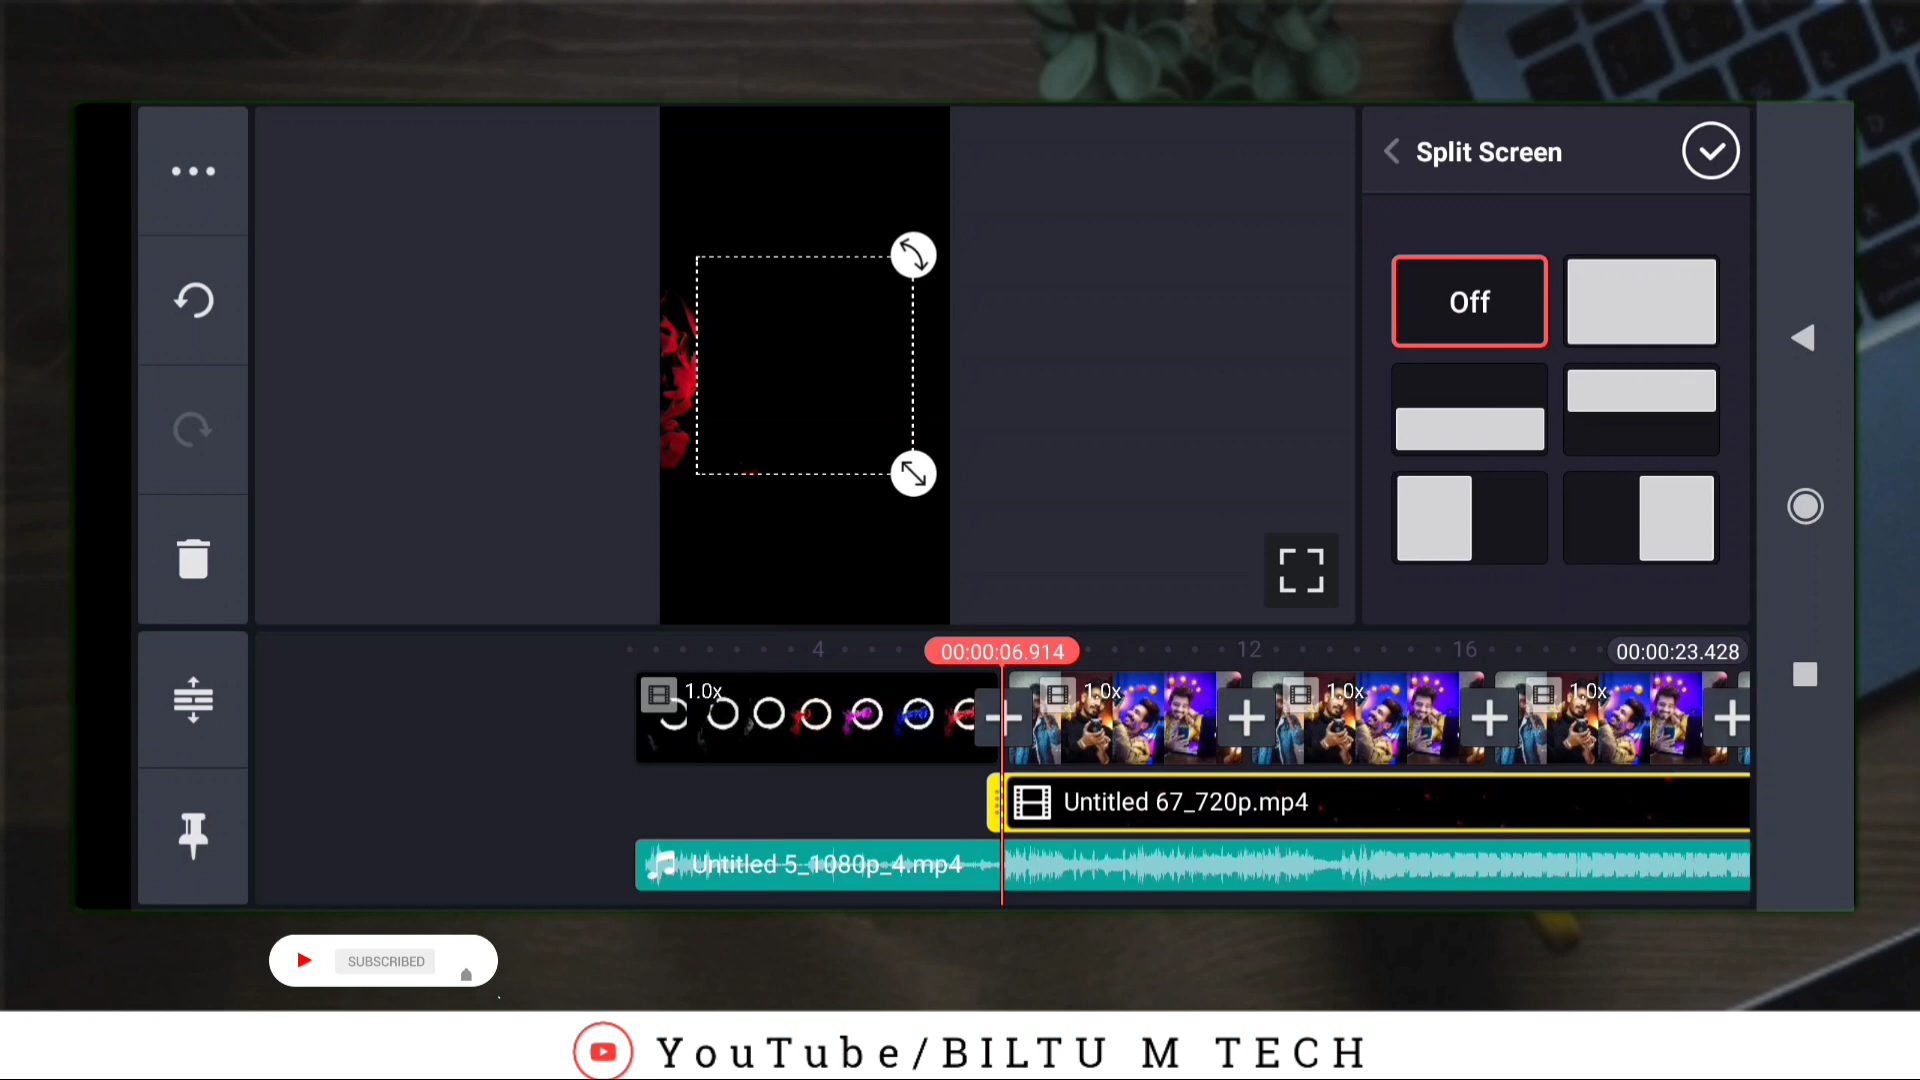 Split Screen
Off
4
00:00:06.914
12
16
00:00:23.428
1.0x
1.0x
1.0x
1.0x
Untitled 67_720p.mp4
Untitled 5_1080p_4.mp4
SUBSCRIBED
YouTube/BILTU M TECH